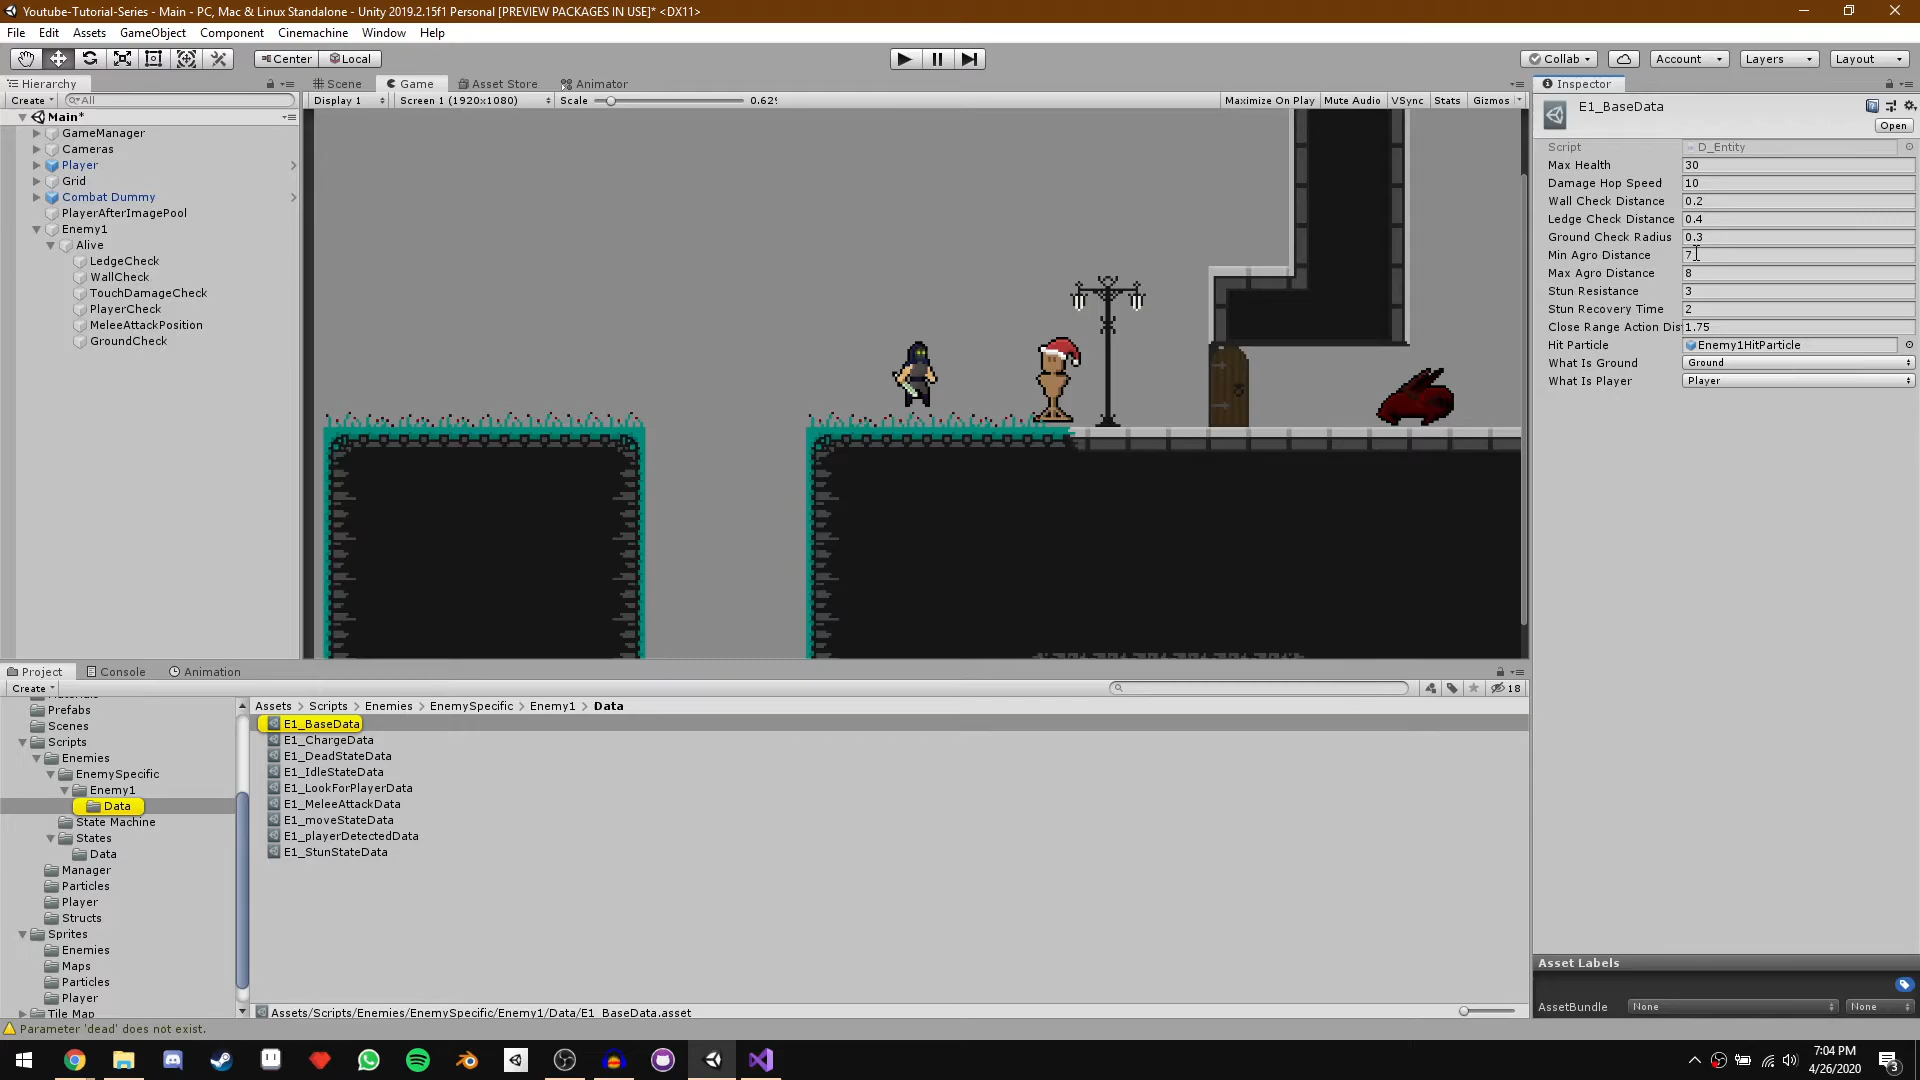 Youtube-Tutorial-Series - Main - PC, Mac & Linux Standalone - Unity 2019.2.15f1 Personal [PREVIEW PACKAGES IN USE]* <DX11>
File Edit Assets GameObject Component Cinemachine Window Help
Center Local Collab Account Layers Layout
Hierarchy Scene Game Asset Store Animator Inspector
Create All Display 1 Screen 1 (1920x1080) Scale 0.62 Maximize On Play Mute Audio VSync Stats Gizmos
Main*
GameManager
Cameras
Player
Grid
Combat Dummy
PlayerAfterImagePool
Enemy1
Alive
LedgeCheck
WallCheck
TouchDamageCheck
PlayerCheck
MeleeAttackPosition
GroundCheck
E1_BaseData
Open
Script D_Entity
Max Health 30
Damage Hop Speed 10
Wall Check Distance 0.2
Ledge Check Distance 0.4
Ground Check Radius 0.3
Min Agro Distance 7
Max Agro Distance 8
Stun Resistance 3
Stun Recovery Time 2
Close Range Action Dis 1.75
Hit Particle Enemy1HitParticle
What Is Ground Ground
What Is Player Player
Project Console Animation
Create 18
Prefabs
Scenes
Scripts
Enemies
EnemySpecific
Enemy1
Data
State Machine
States
Data
Manager
Particles
Player
Structs
Sprites
Enemies
Maps
Particles
Player
Tile Map
Assets > Scripts > Enemies > EnemySpecific > Enemy1 > Data
E1_BaseData
E1_ChargeData
E1_DeadStateData
E1_IdleStateData
E1_LookForPlayerData
E1_MeleeAttackData
E1_moveStateData
E1_playerDetectedData
E1_StunStateData
Assets/Scripts/Enemies/EnemySpecific/Enemy1/Data/E1_BaseData.asset
Asset Labels
AssetBundle None None
Parameter 'dead' does not exist.
7:04 PM
4/26/2020
3